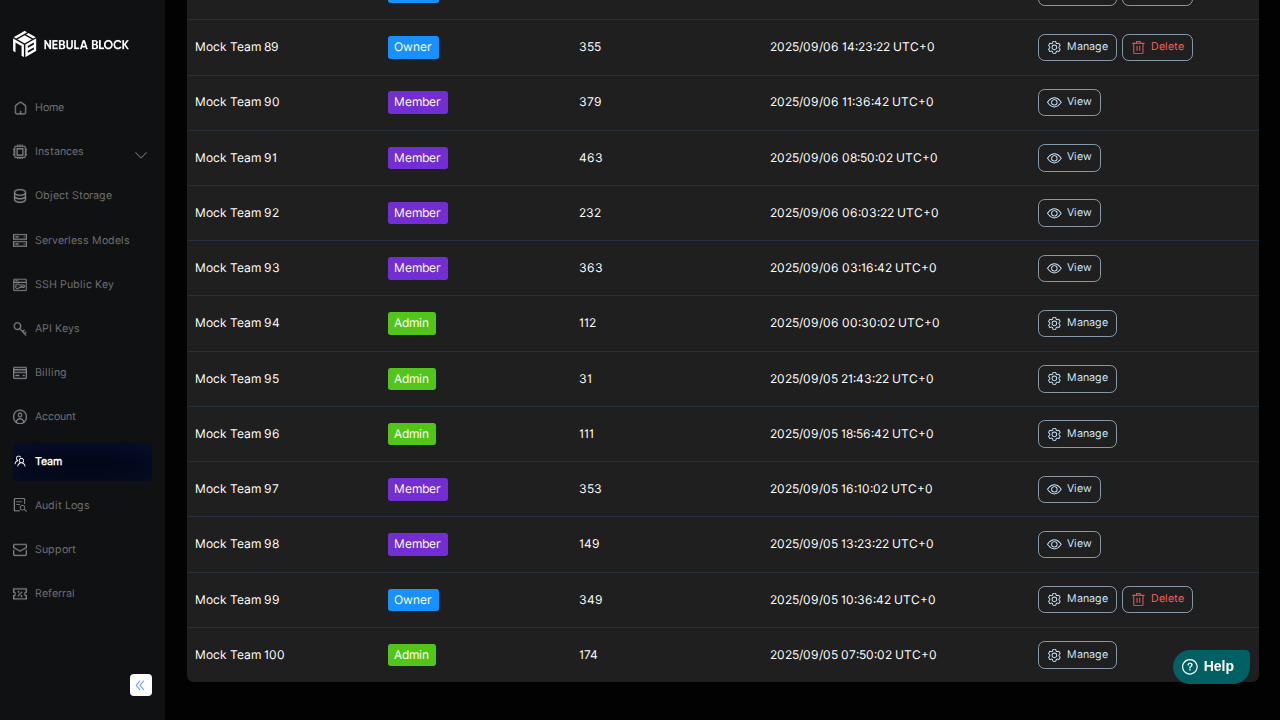 NEBULA BLOCK
Home
Instances
Object Storage
Serverless Models
SSH Public Key
API Keys
Billing
Account
Team
Audit Logs
Support
Referral
Mock Team 89 Owner 355 2025/09/06 14:23:22 UTC+0 Manage Delete
Mock Team 90 Member 379 2025/09/06 11:36:42 UTC+0 View
Mock Team 91 Member 463 2025/09/06 08:50:02 UTC+0 View
Mock Team 92 Member 232 2025/09/06 06:03:22 UTC+0 View
Mock Team 93 Member 363 2025/09/06 03:16:42 UTC+0 View
Mock Team 94 Admin 112 2025/09/06 00:30:02 UTC+0 Manage
Mock Team 95 Admin 31 2025/09/05 21:43:22 UTC+0 Manage
Mock Team 96 Admin 111 2025/09/05 18:56:42 UTC+0 Manage
Mock Team 97 Member 353 2025/09/05 16:10:02 UTC+0 View
Mock Team 98 Member 149 2025/09/05 13:23:22 UTC+0 View
Mock Team 99 Owner 349 2025/09/05 10:36:42 UTC+0 Manage Delete
Mock Team 100 Admin 174 2025/09/05 07:50:02 UTC+0 Manage
Help